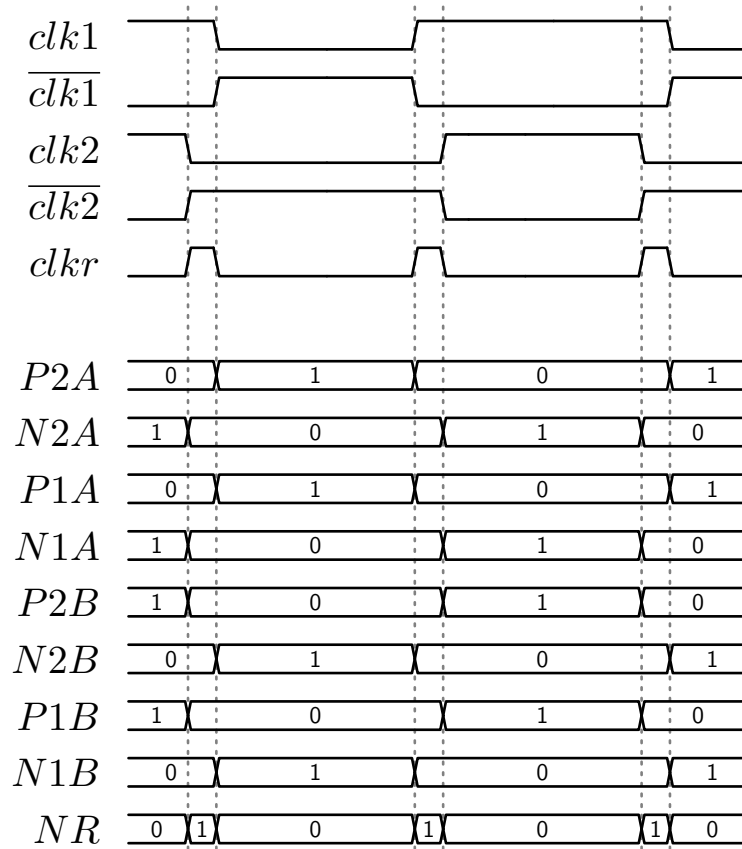 clk1
clk1
clk2
clk2
clkr
P2A 0 1 0 1
N2A 1 0 1 0
P1A 0 1 0 1
N1A 1 0 1 0
P2B 1 0 1 0
N2B 0 1 0 1
P1B 1 0 1 0
N1B 0 1 0 1
NR 0 1 0 1 0 1 0